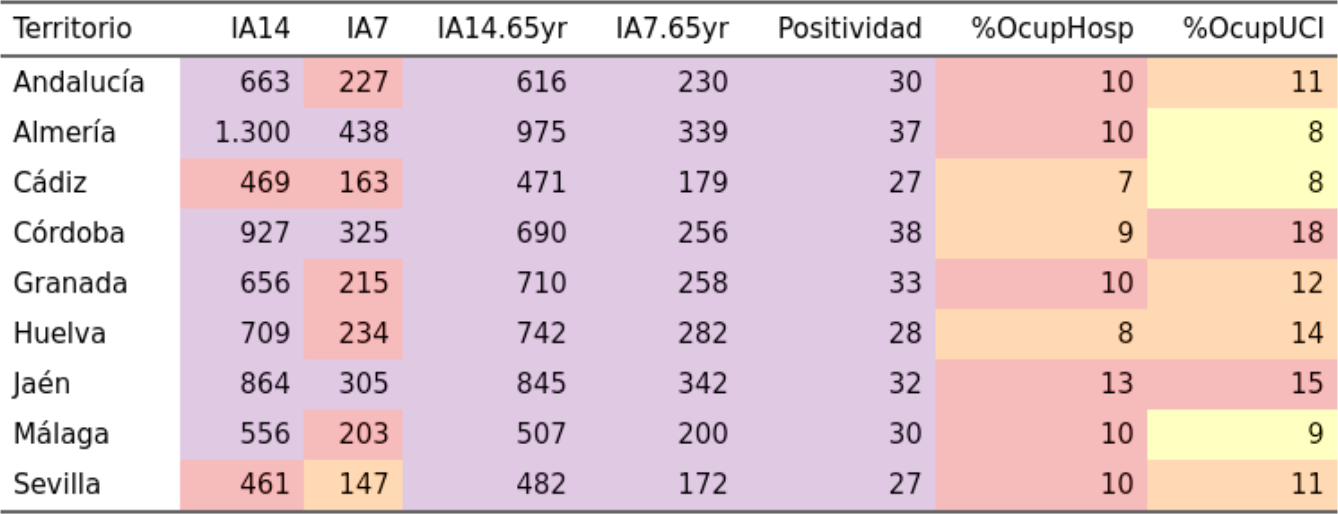 Territorio IA14 IA7 IA14.65yr IA7.65yr Positividad %OcupHosp %OcupUCI
Andalucía 663 227 616 230 30 10 11
Almería 1.300 438 975 339 37 10 8
Cádiz 469 163 471 179 27 7 8
Córdoba 927 325 690 256 38 9 18
Granada 656 215 710 258 33 10 12
Huelva 709 234 742 282 28 8 14
Jaén 864 305 845 342 32 13 15
Málaga 556 203 507 200 30 10 9
Sevilla 461 147 482 172 27 10 11